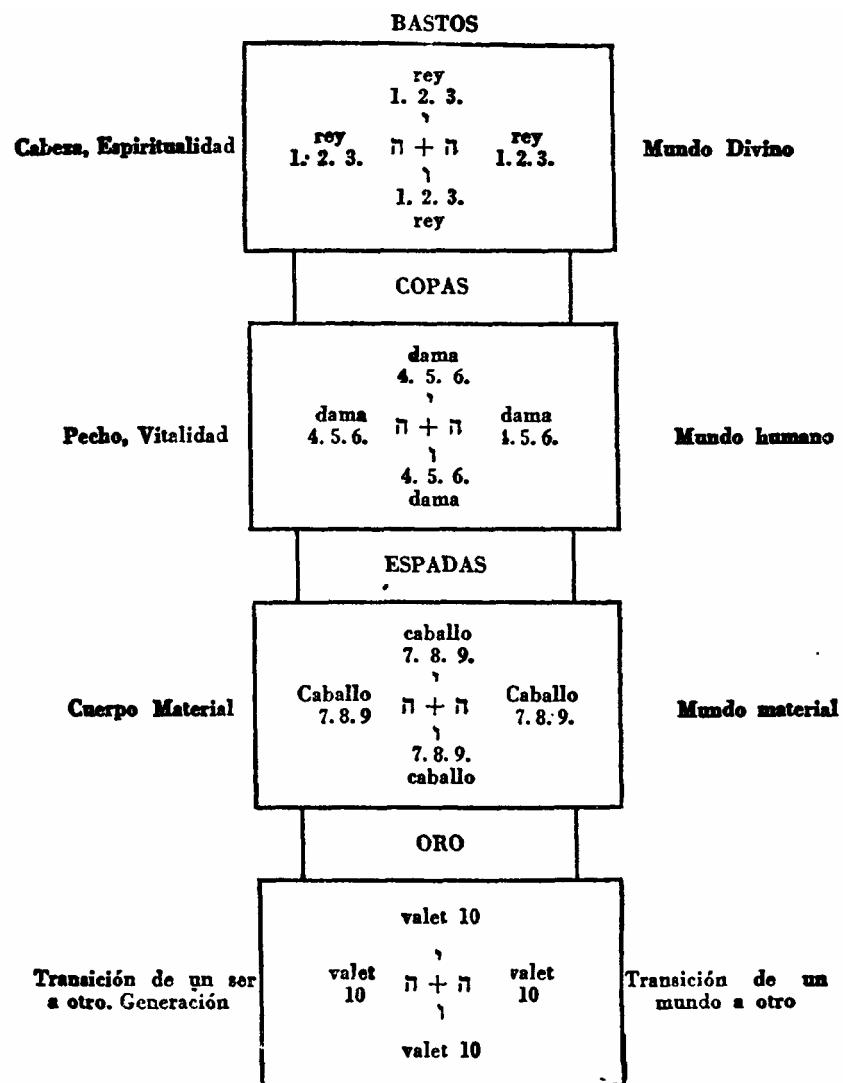 BASTOS
rey
1. 2. 3.
י
Cabeza, Espiritualidad
rey
1. 2. 3.
ה + ה
rey
1. 2. 3.
Mundo Divino
ו
1. 2. 3.
rey
COPAS
dama
4. 5. 6.
י
Pecho, Vitalidad
dama
4. 5. 6.
ה + ה
dama
4. 5. 6.
Mundo humano
ו
4. 5. 6.
dama
ESPADAS
caballo
7. 8. 9.
י
Cuerpo Material
Caballo
7. 8. 9
ה + ה
Caballo
7. 8. 9.
Mundo material
ו
7. 8. 9.
caballo
ORO
valet 10
י
Transición de un ser
a otro. Generación
valet
10
ה + ה
valet
10
Transición de un
mundo a otro
ו
valet 10